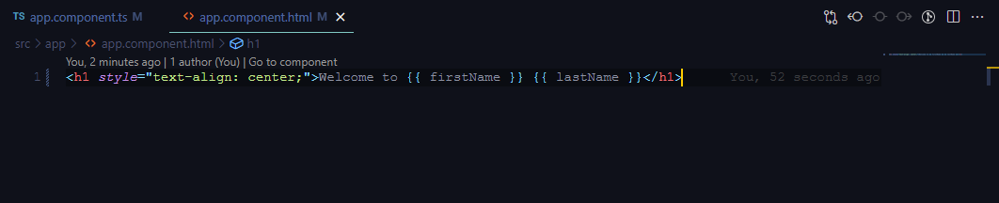 TS app.component.ts M <> app.component.html M
src > app > <> app.component.html > h1
You, 2 minutes ago | 1 author (You) | Go to component
1 <h1 style="text-align: center;">Welcome to {{ firstName }} {{ lastName }}</h1> You, 52 seconds ago